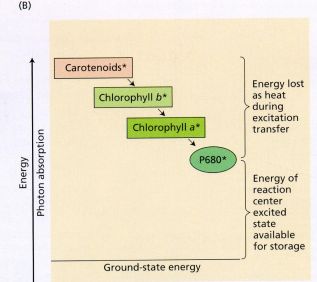 (B)
Carotenoids*
Chlorophyll b*
Chlorophyll a*
P680*
Energy lost
as heat
during
excitation
transfer
Energy of
reaction
center
excited
state
available
for storage
Energy
Photon absorption
Ground-state energy